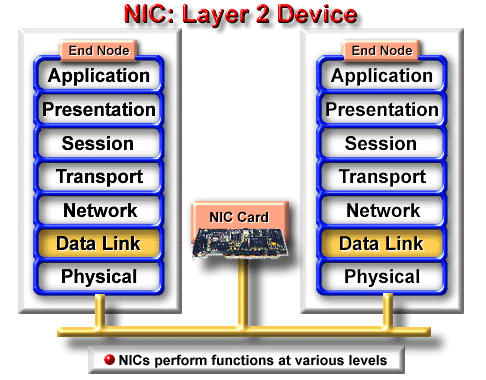 NIC: Layer 2 Device
End Node
Application
Presentation
Session
Transport
Network
Data Link
Physical
NIC Card
End Node
Application
Presentation
Session
Transport
Network
Data Link
Physical
NICs perform functions at various levels